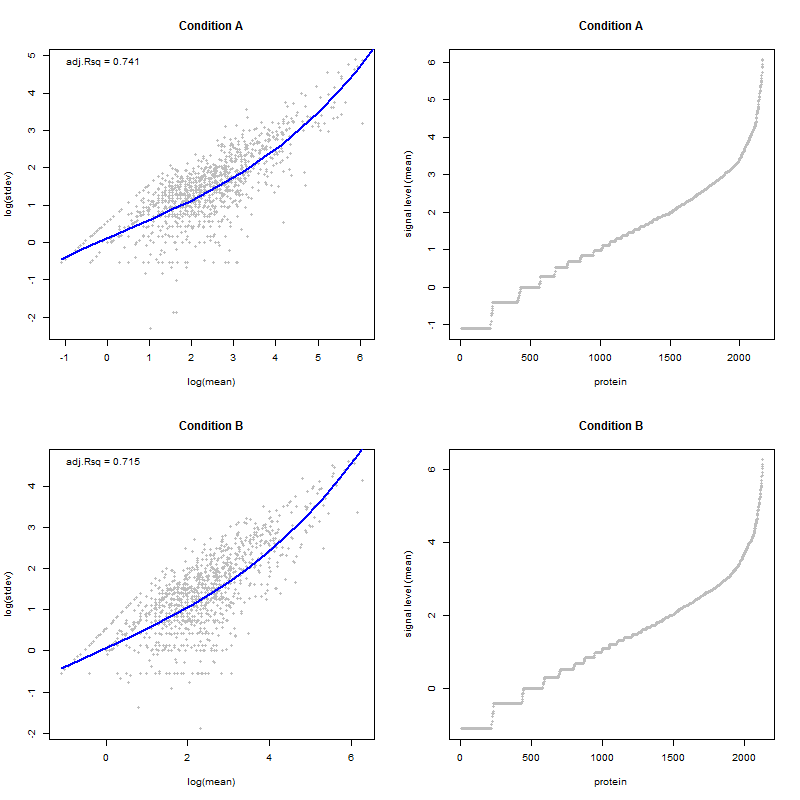 Condition A
adj.Rsq = 0.741
log(stdev)
5
4
3
2
1
0
-1
-2
-1 0 1 2 3 4 5 6
log(mean)
Condition A
signal level (mean)
6
5
4
3
2
1
0
-1
0 500 1000 1500 2000
protein
Condition B
adj.Rsq = 0.715
log(stdev)
4
3
2
1
0
-1
-2
0 2 4 6
log(mean)
Condition B
signal level (mean)
6
4
2
0
0 500 1000 1500 2000
protein